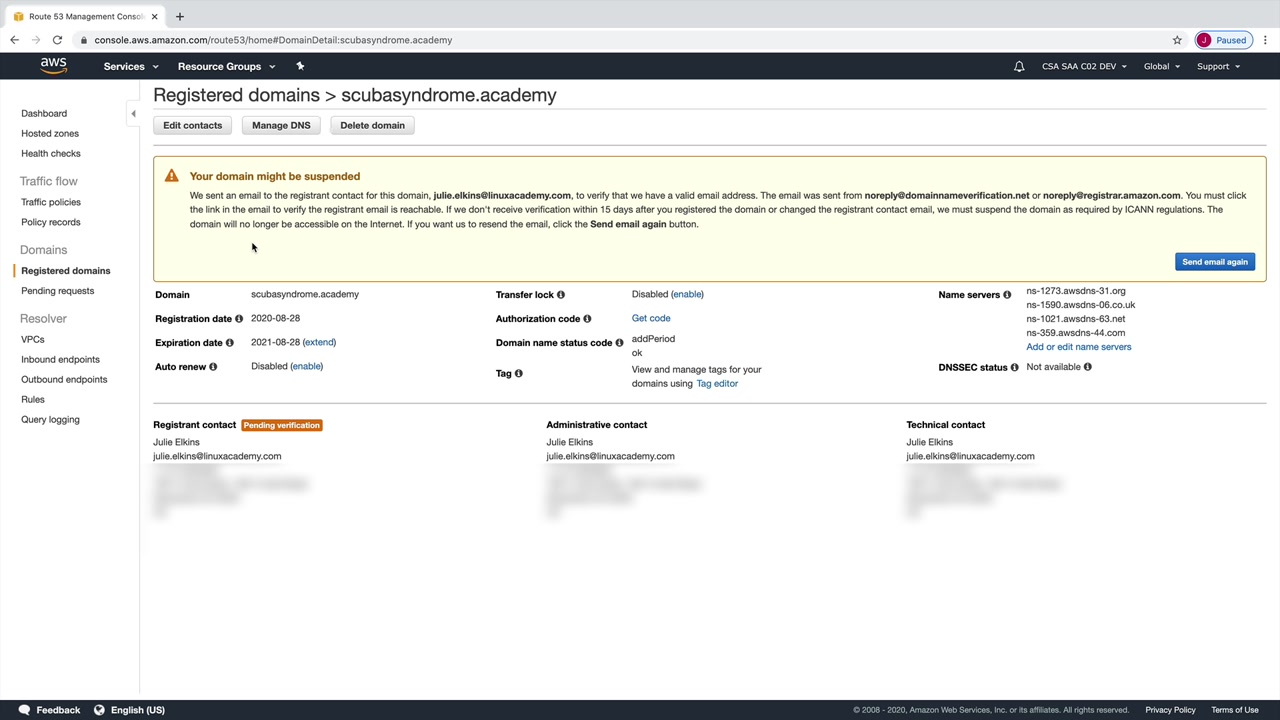 Route 53 Management Conso
console.aws.amazon.com/route53/home#DomainDetail:scubasyndrome.academy
J Paused
aws
Services
Resource Groups
CSA SAA C02 DEV
Global
Support
Dashboard
Hosted zones
Health checks
Traffic flow
Traffic policies
Policy records
Domains
Registered domains
Pending requests
Resolver
VPCs
Inbound endpoints
Outbound endpoints
Rules
Query logging
Registered domains > scubasyndrome.academy
Edit contacts
Manage DNS
Delete domain
Your domain might be suspended
We sent an email to the registrant contact for this domain, julie.elkins@linuxacademy.com, to verify that we have a valid email address. The email was sent from noreply@domainnameverification.net or noreply@registrar.amazon.com. You must click
the link in the email to verify the registrant email is reachable. If we don't receive verification within 15 days after you registered the domain or changed the registrant contact email, we must suspend the domain as required by ICANN regulations. The
domain will no longer be accessible on the Internet. If you want us to resend the email, click the Send email again button.
Send email again
Domain scubasyndrome.academy
Registration date 2020-08-28
Expiration date 2021-08-28 (extend)
Auto renew Disabled (enable)
Transfer lock Disabled (enable)
Authorization code Get code
Domain name status code addPeriod
ok
Tag View and manage tags for your
domains using Tag editor
Name servers ns-1273.awsdns-31.org
ns-1590.awsdns-06.co.uk
ns-1021.awsdns-63.net
ns-359.awsdns-44.com
Add or edit name servers
DNSSEC status Not available
Registrant contact Pending verification
Julie Elkins
julie.elkins@linuxacademy.com
Administrative contact
Julie Elkins
julie.elkins@linuxacademy.com
Technical contact
Julie Elkins
julie.elkins@linuxacademy.com
Feedback
English (US)
© 2008 - 2020, Amazon Web Services, Inc. or its affiliates. All rights reserved.
Privacy Policy
Terms of Use